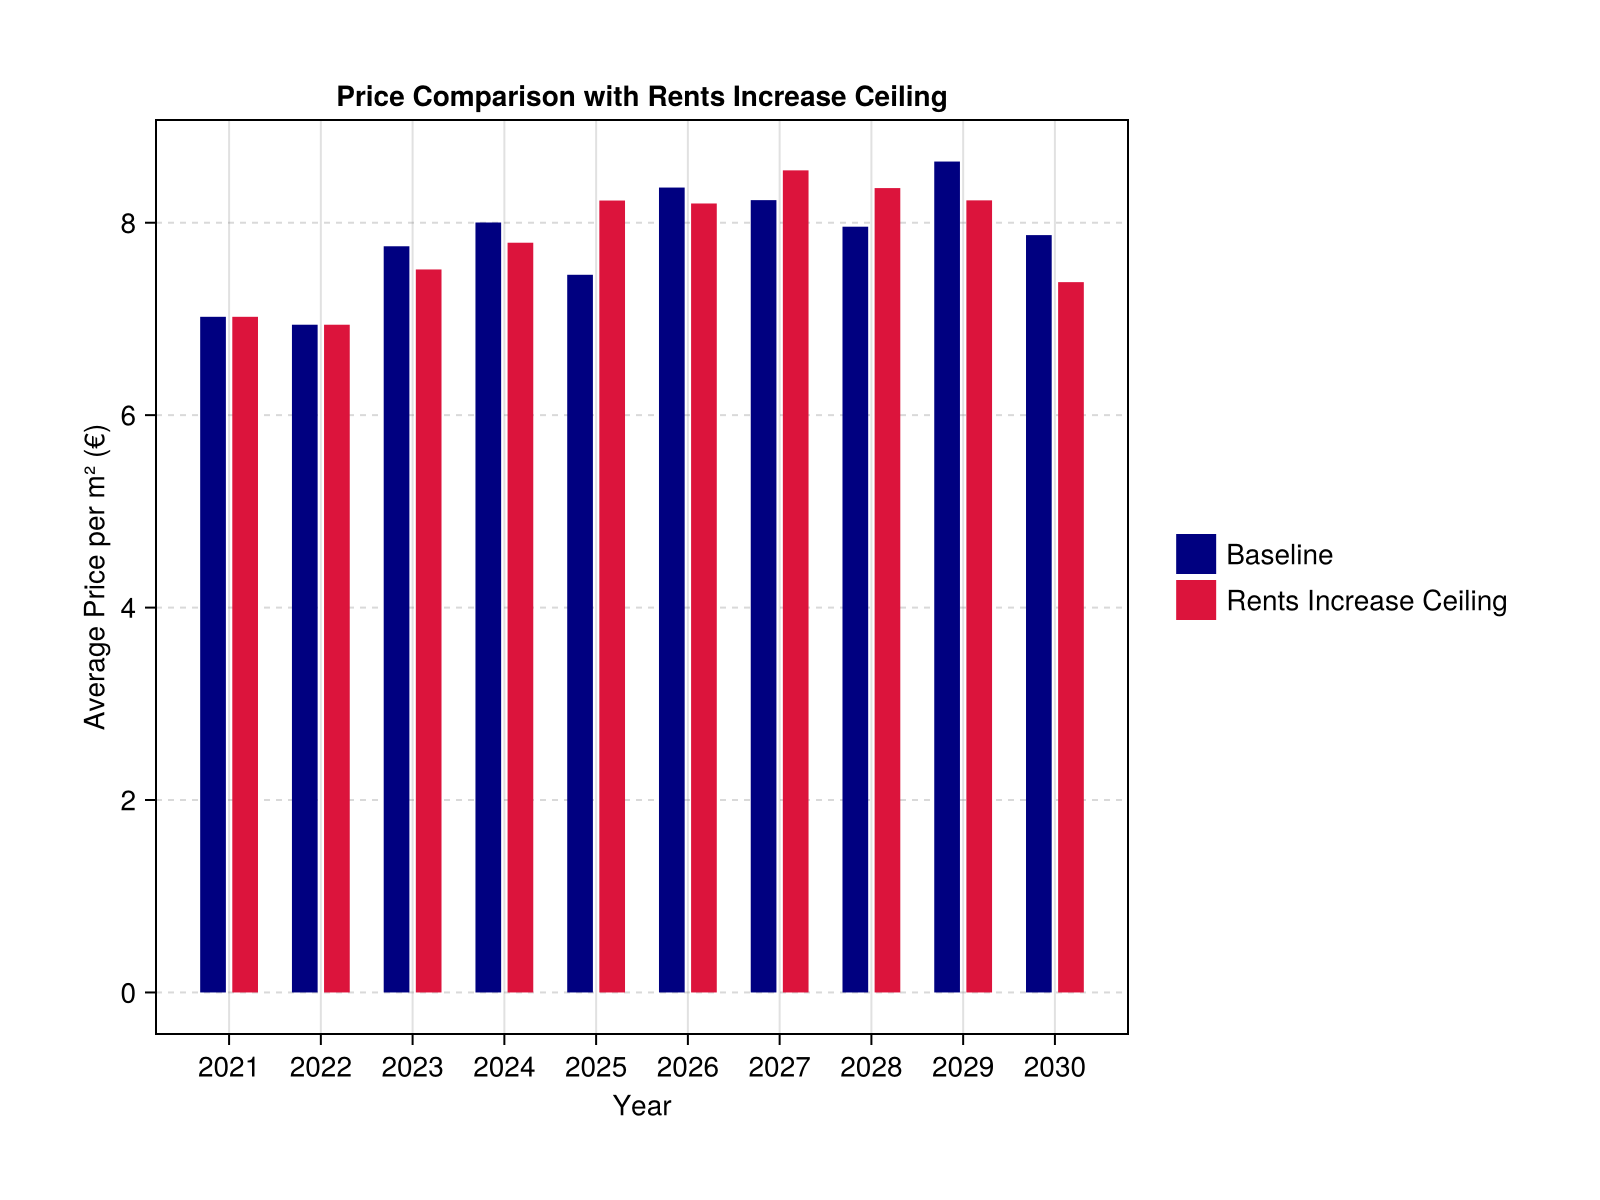 Price Comparison with Rents Increase Ceiling
Average Price per m² (€)
8
6
4
2
0
2021 2022 2023 2024 2025 2026 2027 2028 2029 2030
Year
Baseline
Rents Increase Ceiling